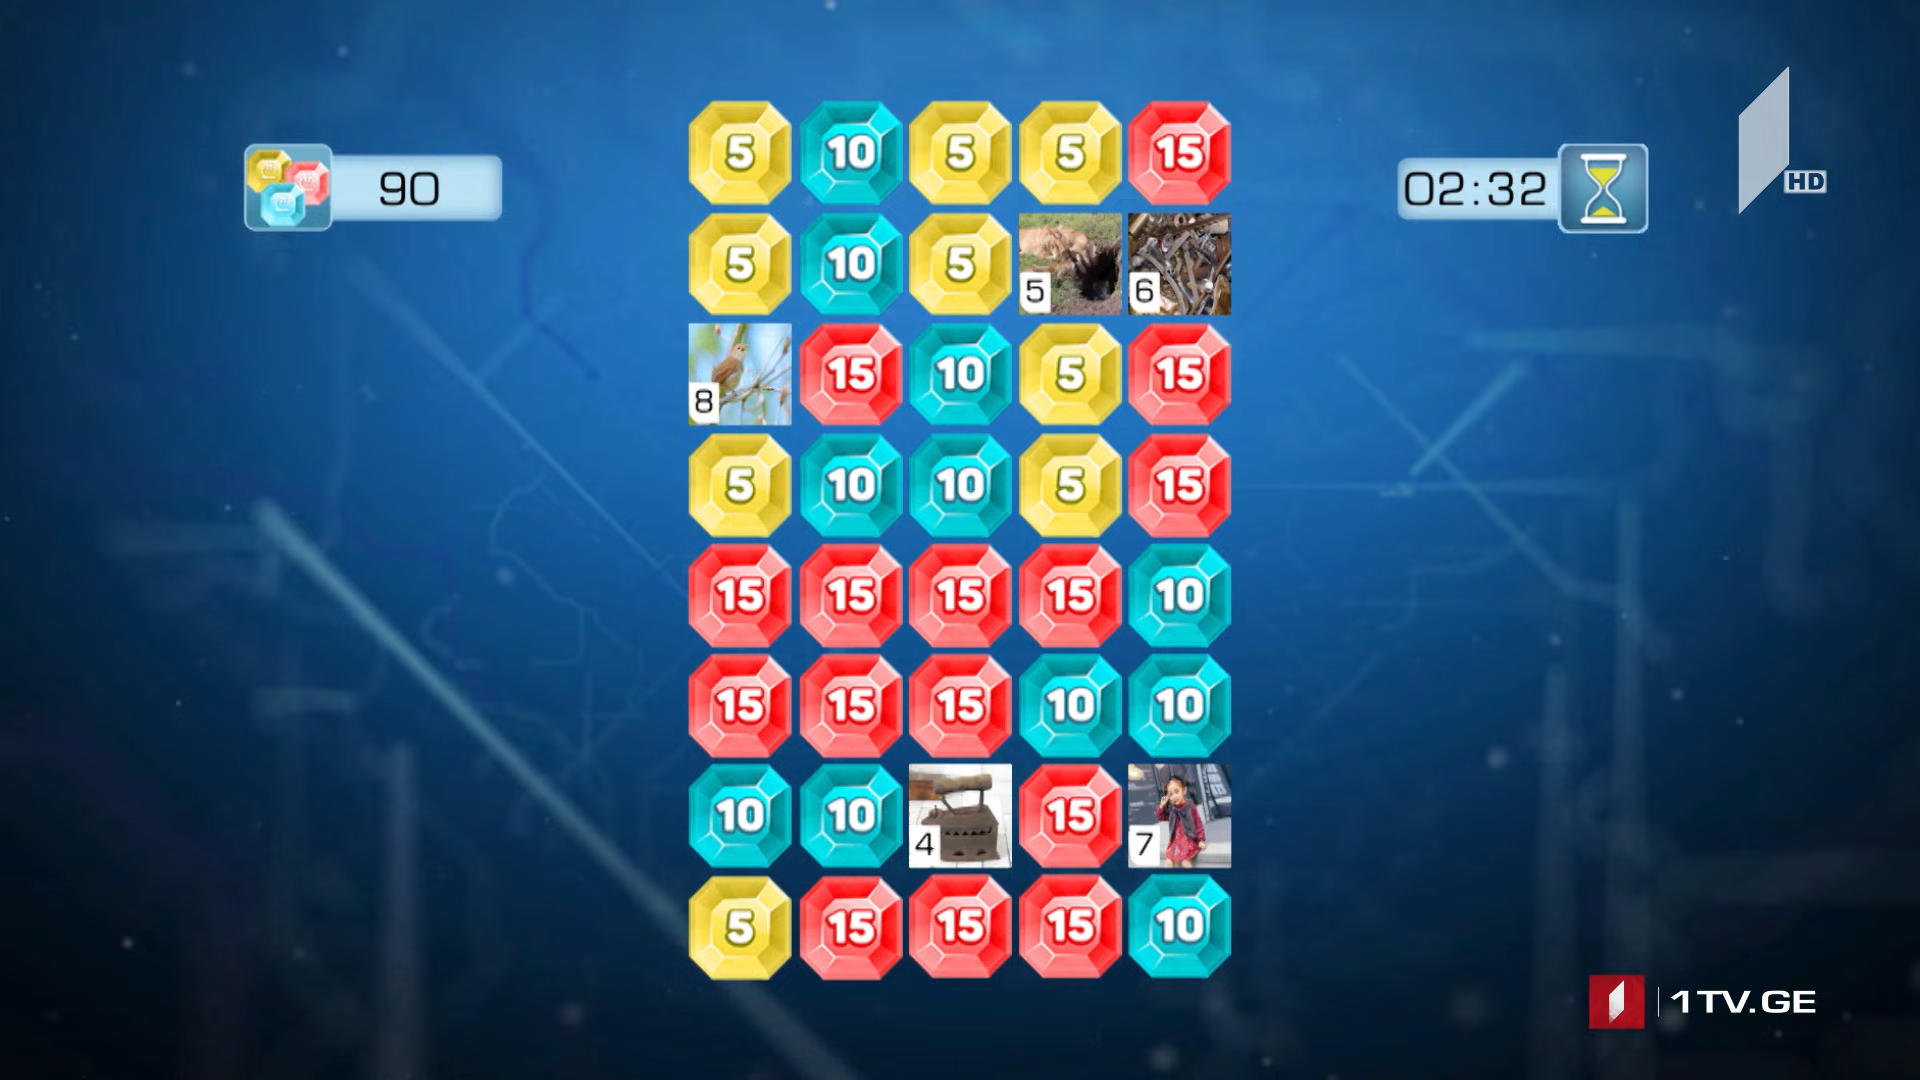 90
02:32
HD
5 10 5 5 15
5 10 5 5 6
8 15 10 5 15
5 10 10 5 15
15 15 15 15 10
15 15 15 10 10
10 10 4 15 7
5 15 15 15 10
1TV.GE